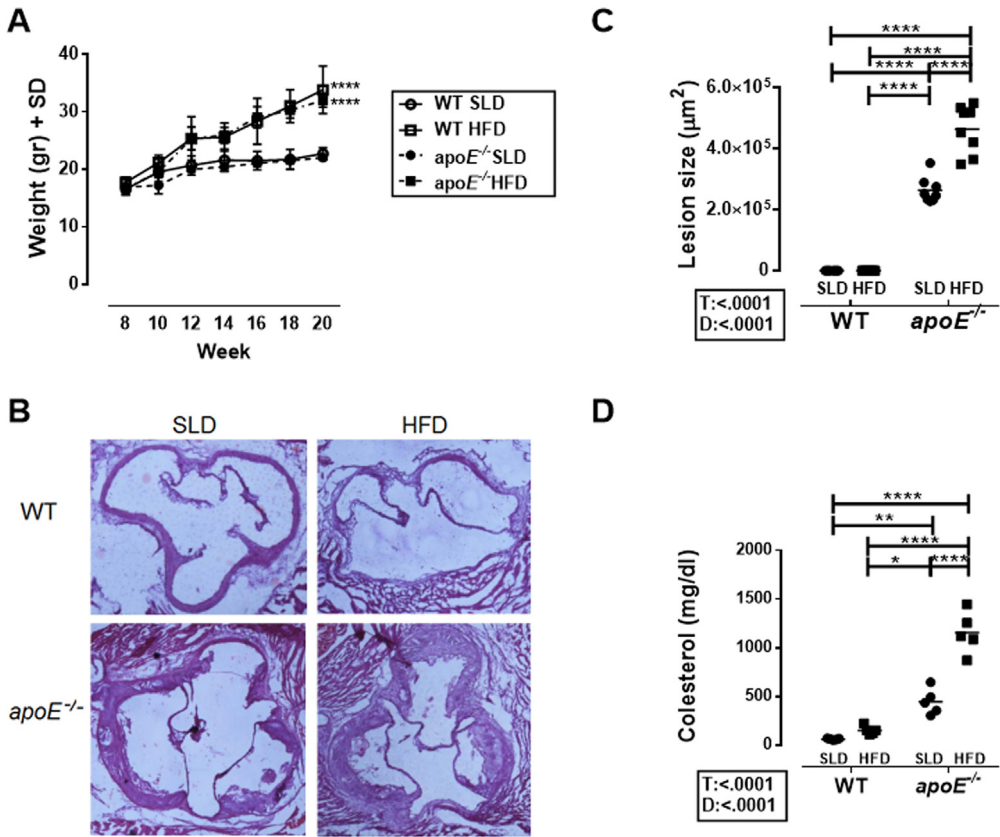 A
Weight (gr) + SD
40
30
20
10
0
****
****
8 10 12 14 16 18 20
Week
WT SLD
WT HFD
apoE-/-SLD
apoE-/-HFD
B
SLD HFD
WT
apoE-/-
C
****
****
**** ****
****
Lesion size (µm²)
6.0×10⁵
4.0×10⁵
2.0×10⁵
0
SLD HFD SLD HFD
WT apoE-/-
T:<.0001
D:<.0001
D
****
**
****
* ****
Colesterol (mg/dl)
2000
1500
1000
500
0
SLD HFD SLD HFD
WT apoE-/-
T:<.0001
D:<.0001